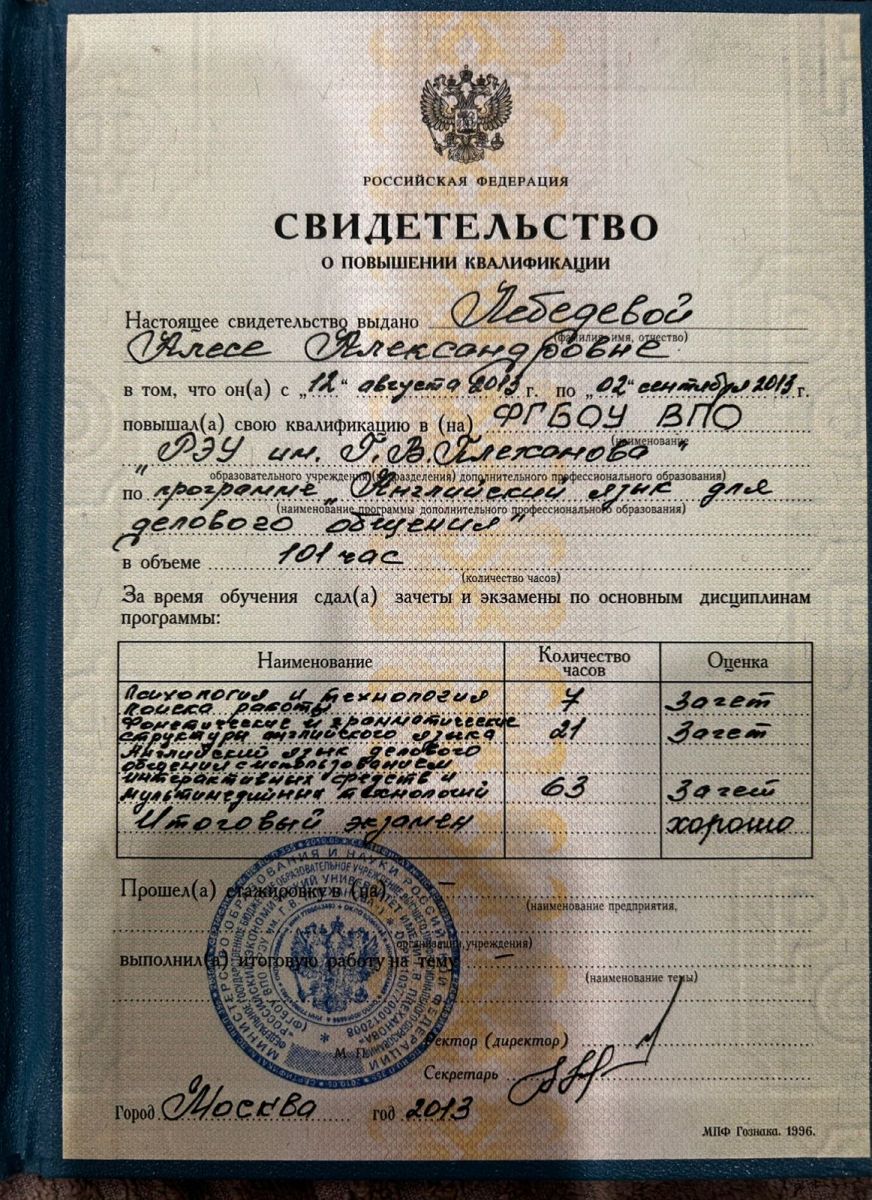 РОССИЙСКАЯ ФЕДЕРАЦИЯ
СВИДЕТЕЛЬСТВО
О ПОВЫШЕНИИ КВАЛИФИКАЦИИ
Настоящее свидетельство выдано Лебедевой
(фамилия, имя, отчество)
Алесе Александровне
в том, что он(а) с „12“ августа 2013 г. по „02“ сентября 2013 г.
повышал(а) свою квалификацию в (на) ФГБОУ ВПО
(наименование
"РЭУ им. Г.В. Плеханова"
образовательного учреждения (подразделения) дополнительного профессионального образования)
по программе „Английский язык для
(наименование программы дополнительного профессионального образования)
делового общения"
в объеме 101 час
(количество часов)
За время обучения сдал(а) зачеты и экзамены по основным дисциплинам
программы:
Наименование Количество часов Оценка
Психология и технология
поиска работы 7 Зачет
Фонетические и грамматические
структуры английского языка 21 Зачет
Английский язык делового
общения с использованием
интерактивных средств и
мультимедийных технологий 63 Зачет
Итоговый экзамен хорошо
Прошел(а) стажировку в (на) —
(наименование предприятия,
организации, учреждения)
выполнил(а) итоговую работу на тему —
(наименование темы)
МИНИСТЕРСТВО ОБРАЗОВАНИЯ И НАУКИ РОССИЙСКОЙ ФЕДЕРАЦИИ
М. П.
Ректор (директор)
Секретарь
Город Москва год 2013
МПФ Гознака. 1996.